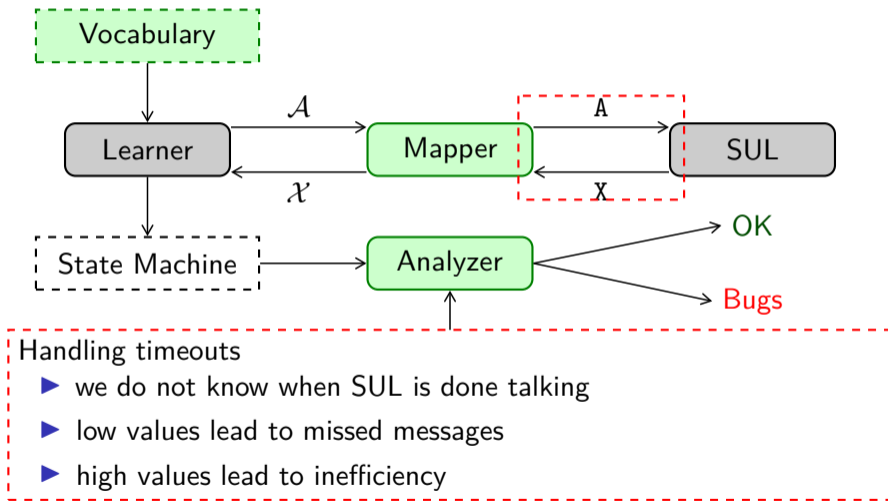 Vocabulary
𝒜
A
Learner
Mapper
SUL
𝒳
X
OK
State Machine
Analyzer
Bugs
Handling timeouts
▶ we do not know when SUL is done talking
▶ low values lead to missed messages
▶ high values lead to inefficiency